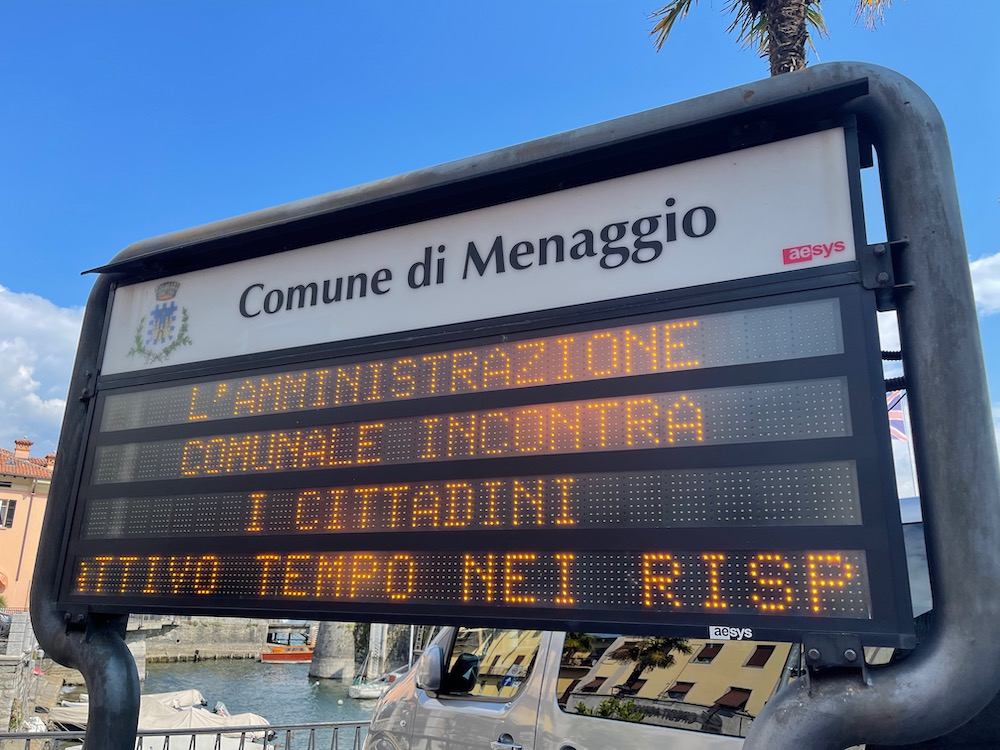 Comune di Menaggio
aesys
L'AMMINISTRAZIONE
COMUNALE INCONTRA
I CITTADINI
TTIVO TEMPO NEI RISP
aesys